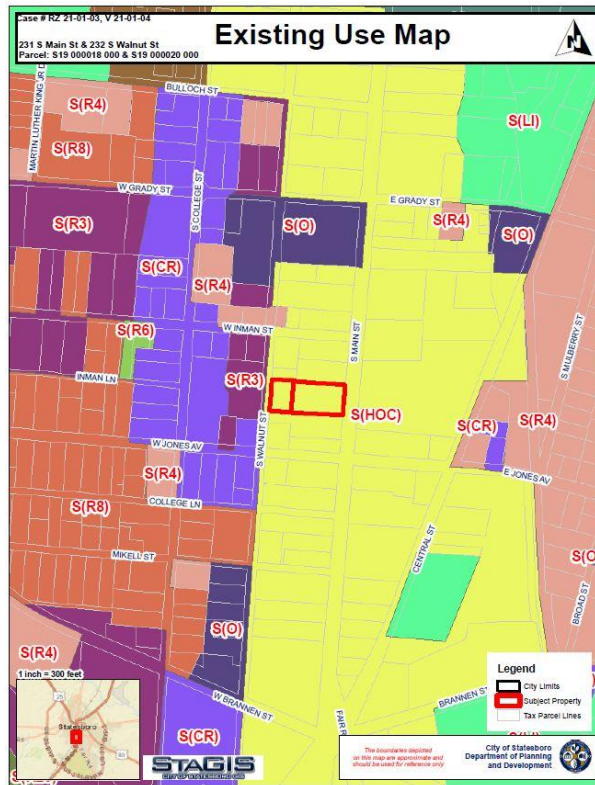 Case # RZ 21-01-03, V 21-01-04
Existing Use Map
231 S Main St & 232 S Walnut St
Parcel: S19 000018 000 & S19 000020 000
N
BULLOCH ST
MARTIN LUTHER KING JR D
S(R4)
S(LI)
S(R8)
W GRADY ST
S COLLEGE ST
E GRADY ST
S(R4)
S(R3)
S(O)
S(O)
S(CR)
S(R4)
S MULBERRY ST
S(R6)
W INMAN ST
S MAIN ST
INMAN LN
S(R3)
S(HOC)
S(CR)
S(R4)
S WALNUT ST
W JONES AV
S(R4)
E JONES AV
COLLEGE LN
S(R8)
CENTRAL ST
MIKELL ST
S(O
BROAD ST
S(O)
S(R4)
1 inch = 300 feet
W BRANNEN ST
BRANNEN ST
FAIR R
S(CR)
Legend
City Limits
Subject Property
Tax Parcel Lines
Statesboro
25
80
STAGIS
CITY OF STATESBORO GIS
The boundaries depicted
on this map are approximate and
should be used for reference only
City of Statesboro
Department of Planning
and Development